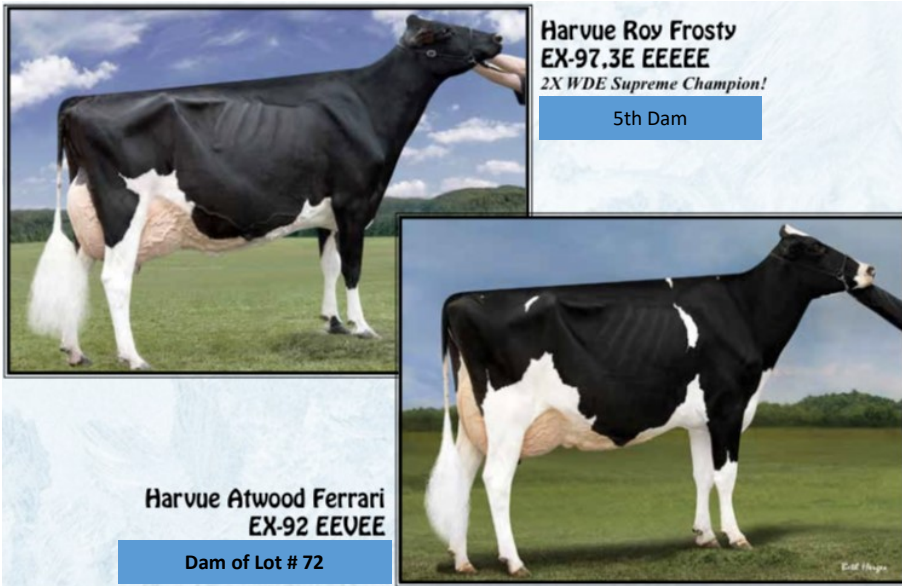 Harvue Roy Frosty
EX-97,3E EEEEE
2X WDE Supreme Champion!
5th Dam
Harvue Atwood Ferrari
EX-92 EEVEE
Dam of Lot # 72